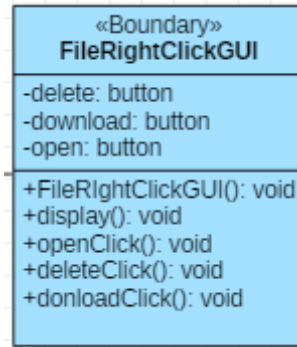 «Boundary»
FileRightClickGUI
-delete: button
-download: button
-open: button
+FileRIghtClickGUI(): void
+display(): void
+openClick(): void
+deleteClick(): void
+donloadClick(): void